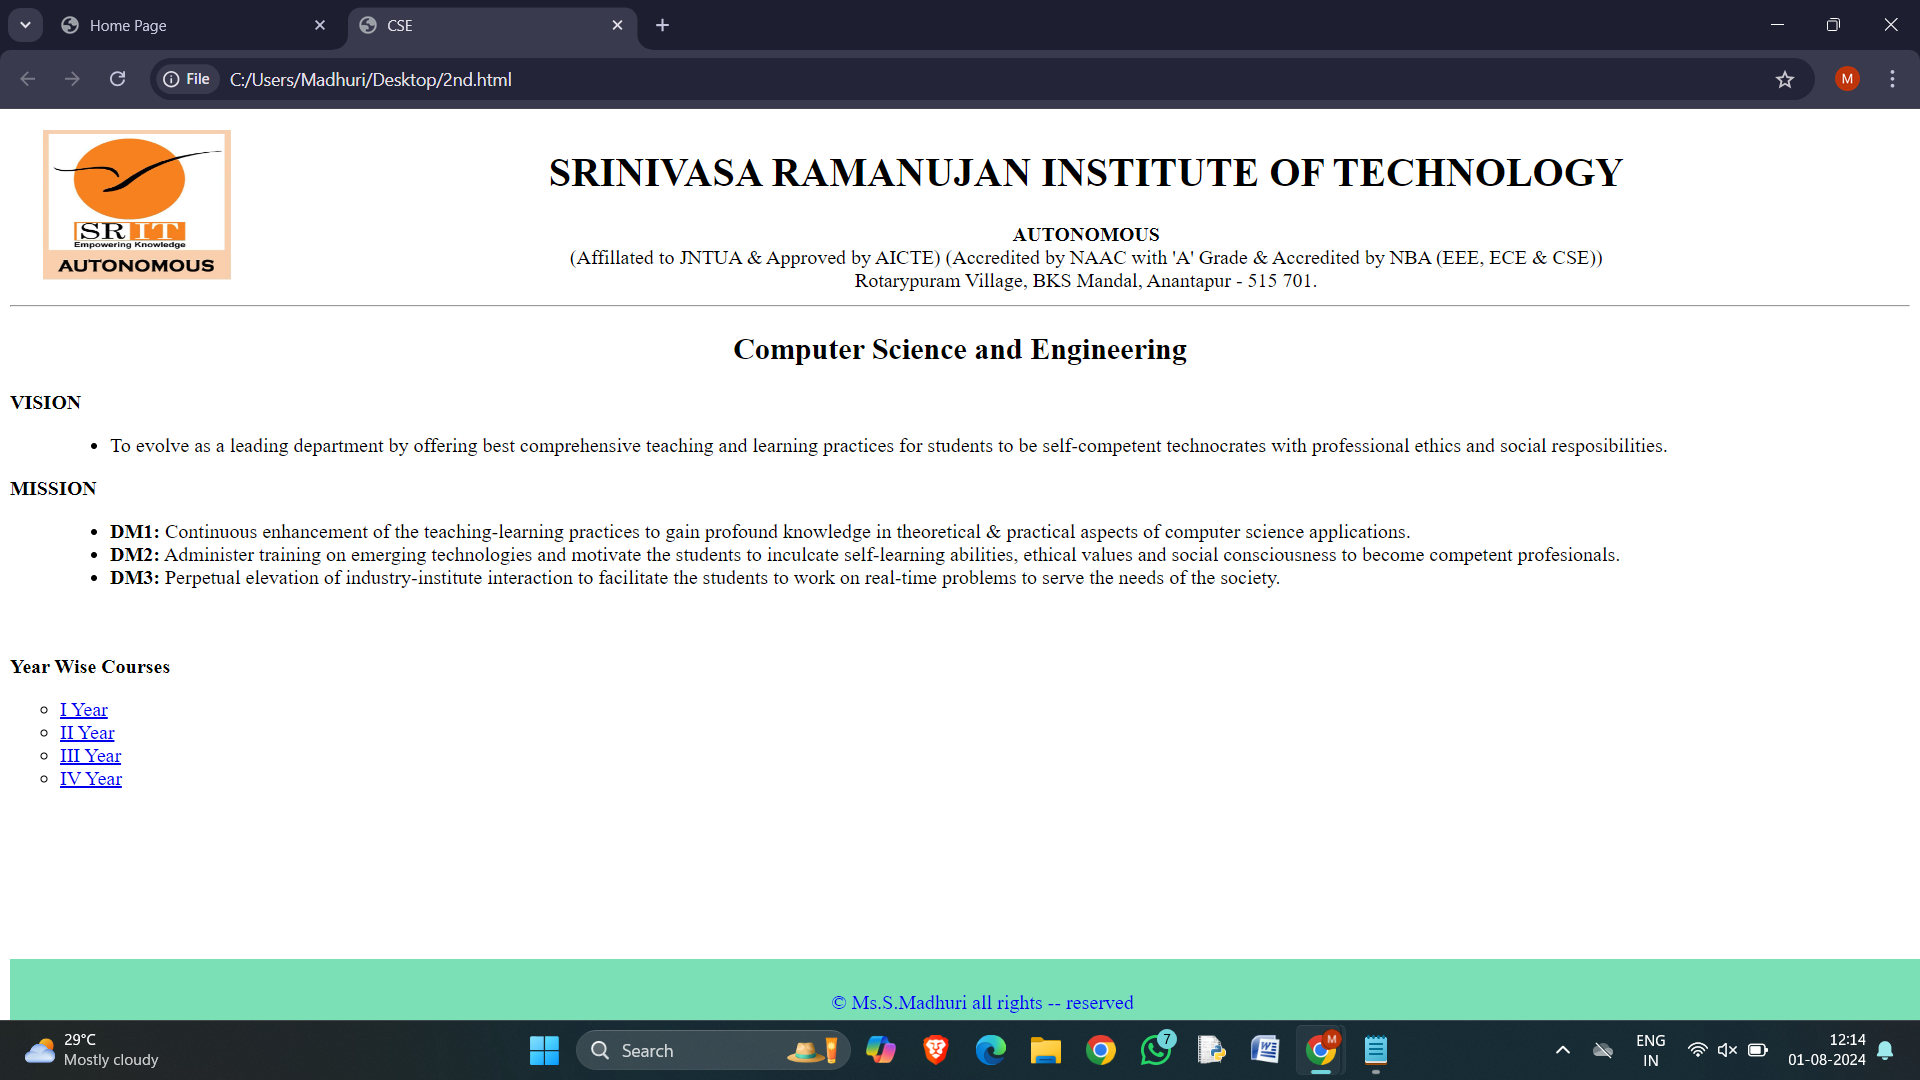 Home Page
CSE
File
C:/Users/Madhuri/Desktop/2nd.html
M
SRIT
Empowering Knowledge
AUTONOMOUS
SRINIVASA RAMANUJAN INSTITUTE OF TECHNOLOGY
AUTONOMOUS
(Affillated to JNTUA & Approved by AICTE) (Accredited by NAAC with 'A' Grade & Accredited by NBA (EEE, ECE & CSE))
Rotarypuram Village, BKS Mandal, Anantapur - 515 701.
Computer Science and Engineering
VISION
• To evolve as a leading department by offering best comprehensive teaching and learning practices for students to be self-competent technocrates with professional ethics and social resposibilities.
MISSION
• DM1: Continuous enhancement of the teaching-learning practices to gain profound knowledge in theoretical & practical aspects of computer science applications.
• DM2: Administer training on emerging technologies and motivate the students to inculcate self-learning abilities, ethical values and social consciousness to become competent profesionals.
• DM3: Perpetual elevation of industry-institute interaction to facilitate the students to work on real-time problems to serve the needs of the society.
Year Wise Courses
I Year
II Year
III Year
IV Year
© Ms.S.Madhuri all rights -- reserved
29°C
Mostly cloudy
Search
7
W
M
ENG
IN
12:14
01-08-2024